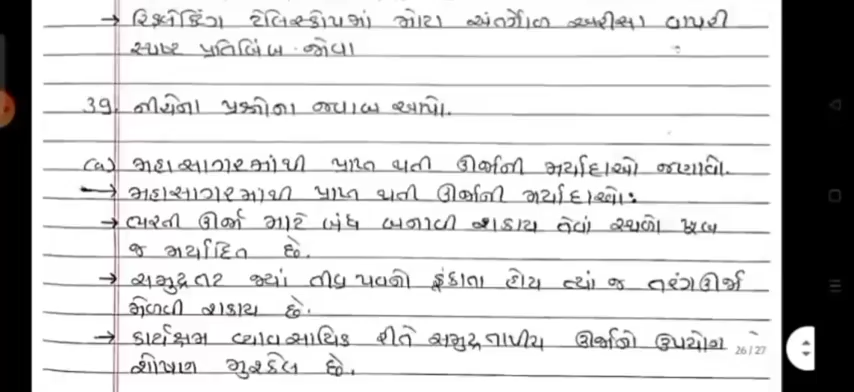 → રિફ્લેક્ટિંગ ટેલિસ્કોપમાં મોટા અંતર્ગોળ અરીસા વાપરી
સ્પષ્ટ પ્રતિબિંબ જોવા
39. નીચેના પ્રશ્નોના જવાબ આપો.
(a) મહાસાગરમાંથી પ્રાપ્ત થતી ઊર્જાની મર્યાદાઓ જણાવો.
→ મહાસાગરમાંથી પ્રાપ્ત થતી ઊર્જાની મર્યાદાઓ:
→ ભરતી ઊર્જા માટે બંધ બનાવી શકાય તેવાં સ્થળો ખૂબ
જ મર્યાદિત છે.
→ સમુદ્રતટ જ્યાં તીવ્ર પવનો ફૂંકાતા હોય ત્યાં જ તરંગઊર્જા
મેળવી શકાય છે.
→ કાર્યક્ષમ વ્યાવસાયિક રીતે સમુદ્રતાપીય ઊર્જાનો ઉપયોગ
શોષણ મુશ્કેલ છે.
26/27